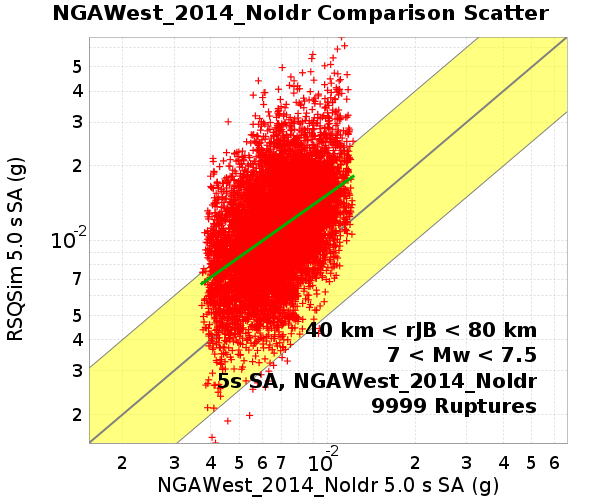 NGAWest_2014_NoIdr Comparison Scatter
RSQSim 5.0 s SA (g)
5
4
3
2
10-2
7
5
4
3
2
40 km < rJB < 80 km
7 < Mw < 7.5
5s SA, NGAWest_2014_NoIdr
9999 Ruptures
2 3 4 5 6 7 10-2 2 3 4 5 6
NGAWest_2014_NoIdr 5.0 s SA (g)